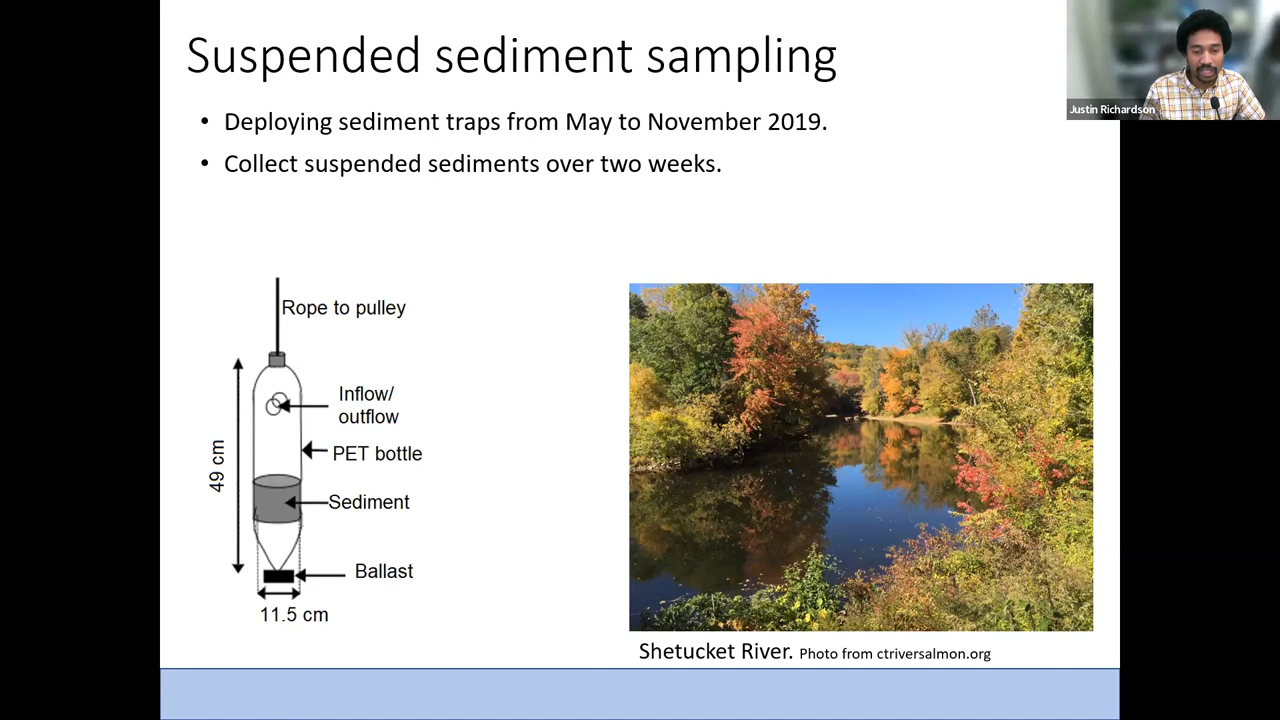 Suspended sediment sampling
Justin Richardson
• Deploying sediment traps from May to November 2019.
• Collect suspended sediments over two weeks.
Rope to pulley
Inflow/
outflow
PET bottle
49 cm
Sediment
Ballast
11.5 cm
Shetucket River. Photo from ctriversalmon.org